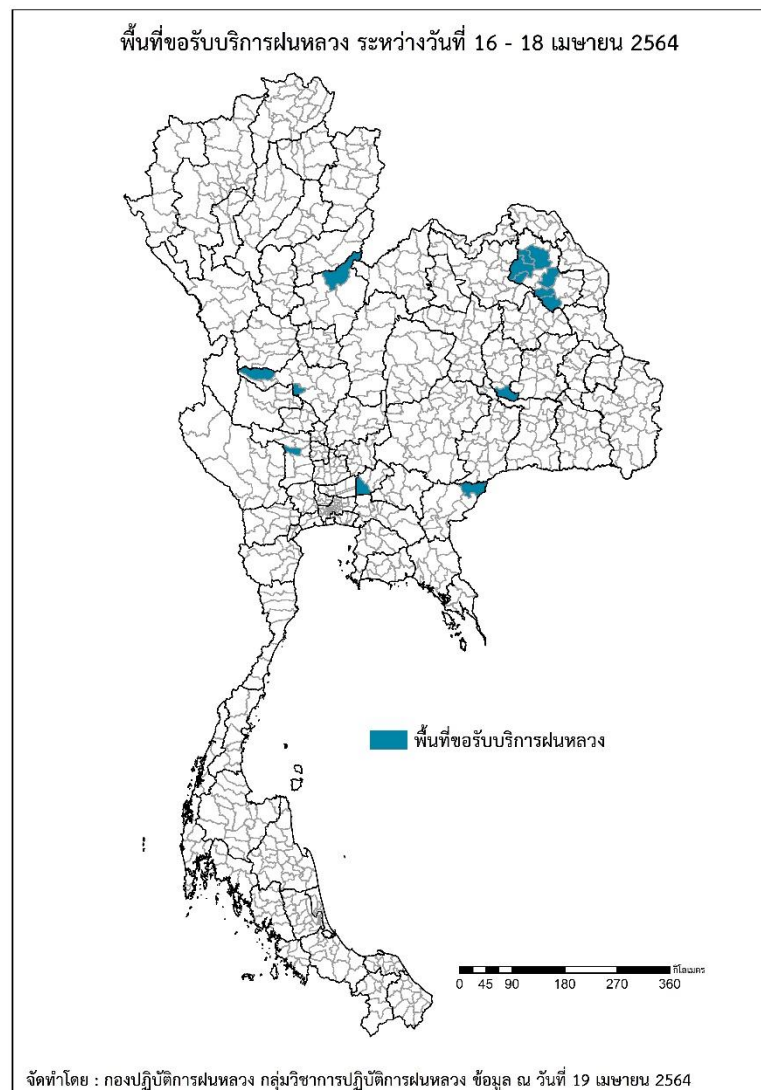 พื้นที่ขอรับบริการฝนหลวง ระหว่างวันที่ 16 - 18 เมษายน 2564
พื้นที่ขอรับบริการฝนหลวง
กิโลเมตร
0 45 90 180 270 360
จัดทำโดย : กองปฏิบัติการฝนหลวง กลุ่มวิชาการปฏิบัติการฝนหลวง ข้อมูล ณ วันที่ 19 เมษายน 2564